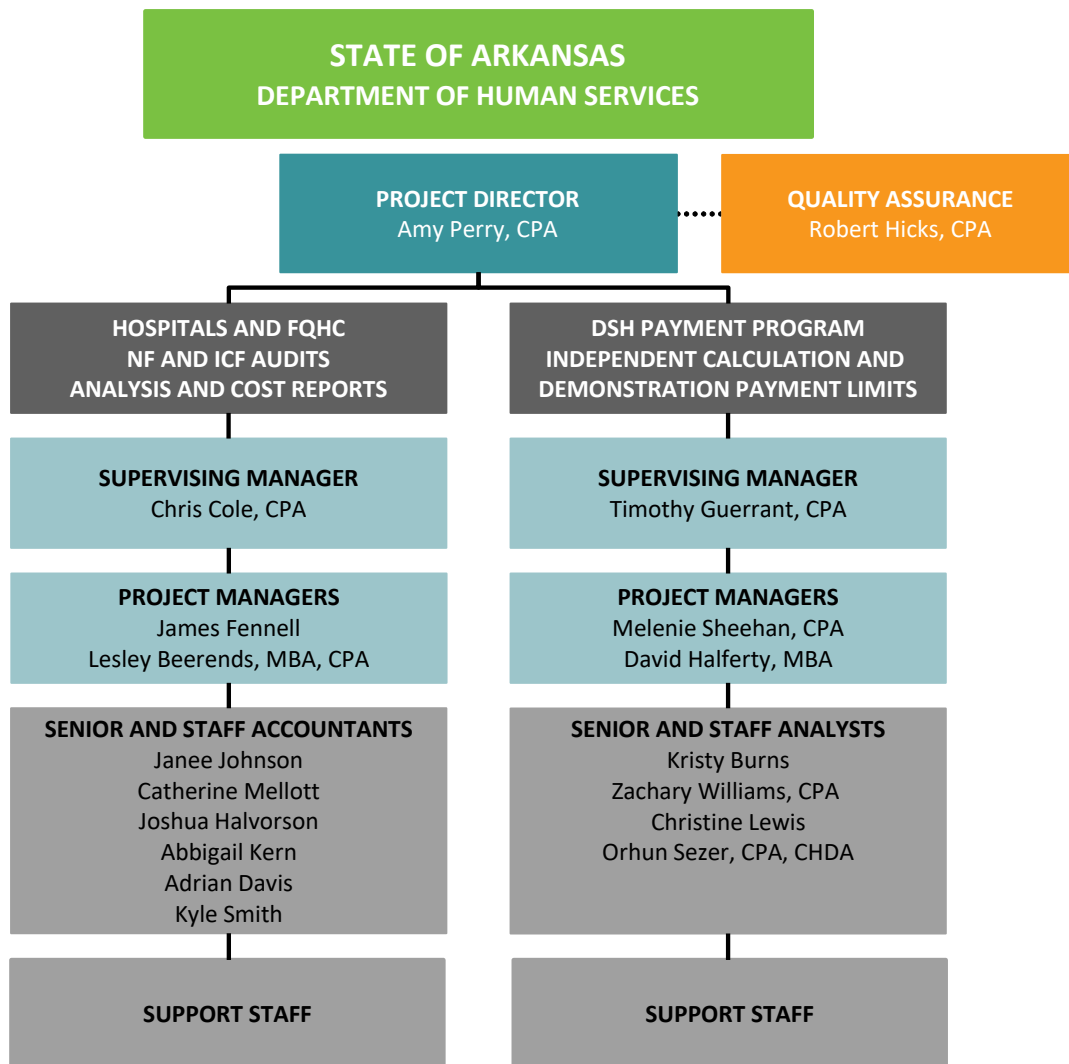 STATE OF ARKANSAS
DEPARTMENT OF HUMAN SERVICES
PROJECT DIRECTOR
Amy Perry, CPA
QUALITY ASSURANCE
Robert Hicks, CPA
HOSPITALS AND FQHC
NF AND ICF AUDITS
ANALYSIS AND COST REPORTS
SUPERVISING MANAGER
Chris Cole, CPA
PROJECT MANAGERS
James Fennell
Lesley Beerends, MBA, CPA
SENIOR AND STAFF ACCOUNTANTS
Janee Johnson
Catherine Mellott
Joshua Halvorson
Abbigail Kern
Adrian Davis
Kyle Smith
SUPPORT STAFF
DSH PAYMENT PROGRAM
INDEPENDENT CALCULATION AND
DEMONSTRATION PAYMENT LIMITS
SUPERVISING MANAGER
Timothy Guerrant, CPA
PROJECT MANAGERS
Melenie Sheehan, CPA
David Halferty, MBA
SENIOR AND STAFF ANALYSTS
Kristy Burns
Zachary Williams, CPA
Christine Lewis
Orhun Sezer, CPA, CHDA
SUPPORT STAFF